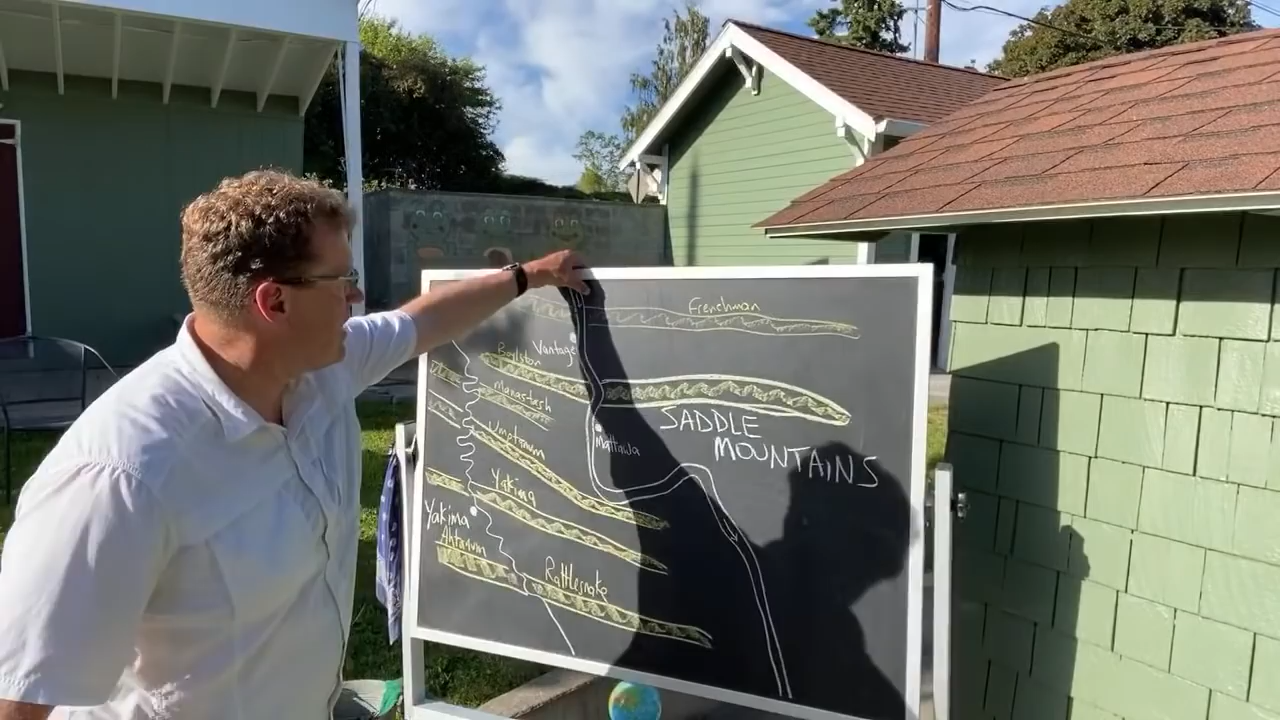 Frenchman
Vantage
Boylston
Manastash
SADDLE
MOUNTAINS
Umptanum
Mattawa
Yakima
Yakima
Ahtanum
Rattlesnake